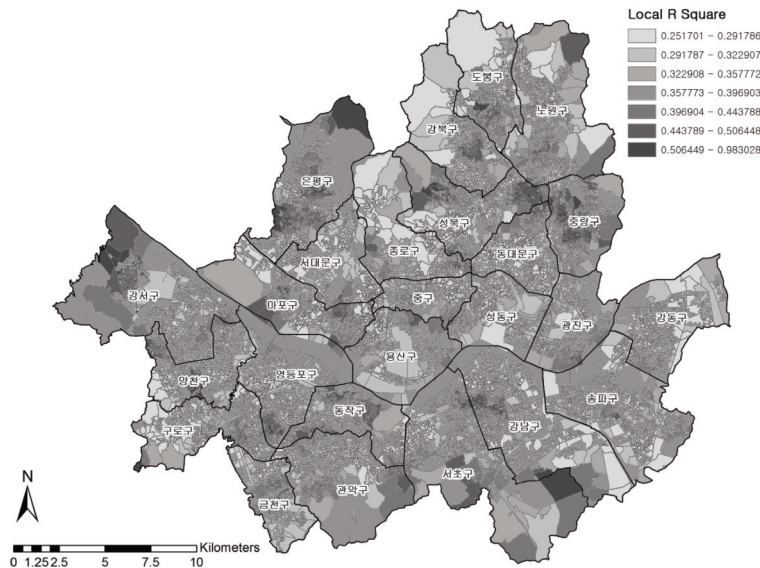 Local R Square
0.251701 - 0.291786
0.291787 - 0.322907
0.322908 - 0.357772
0.357773 - 0.396903
0.396904 - 0.443788
0.443789 - 0.506448
0.506449 - 0.983028
도봉구
노원구
강북구
은평구
성북구
중랑구
종로구
동대문구
서대문구
강서구
마포구
중구
성동구
광진구
강동구
용산구
영등포구
양천구
송파구
동작구
강남구
구로구
서초구
관악구
금천구
N
Kilometers
0 1.25 2.5 5 7.5 10